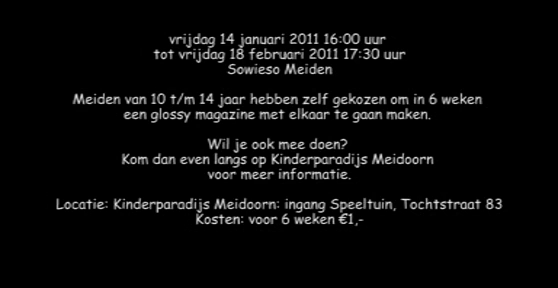 vrijdag 14 januari 2011 16:00 uur
tot vrijdag 18 februari 2011 17:30 uur
Sowieso Meiden
Meiden van 10 t/m 14 jaar hebben zelf gekozen om in 6 weken
een glossy magazine met elkaar te gaan maken.
Wil je ook mee doen?
Kom dan even langs op Kinderparadijs Meidoorn
voor meer informatie.
Locatie: Kinderparadijs Meidoorn: ingang Speeltuin, Tochtstraat 83
Kosten: voor 6 weken €1,-